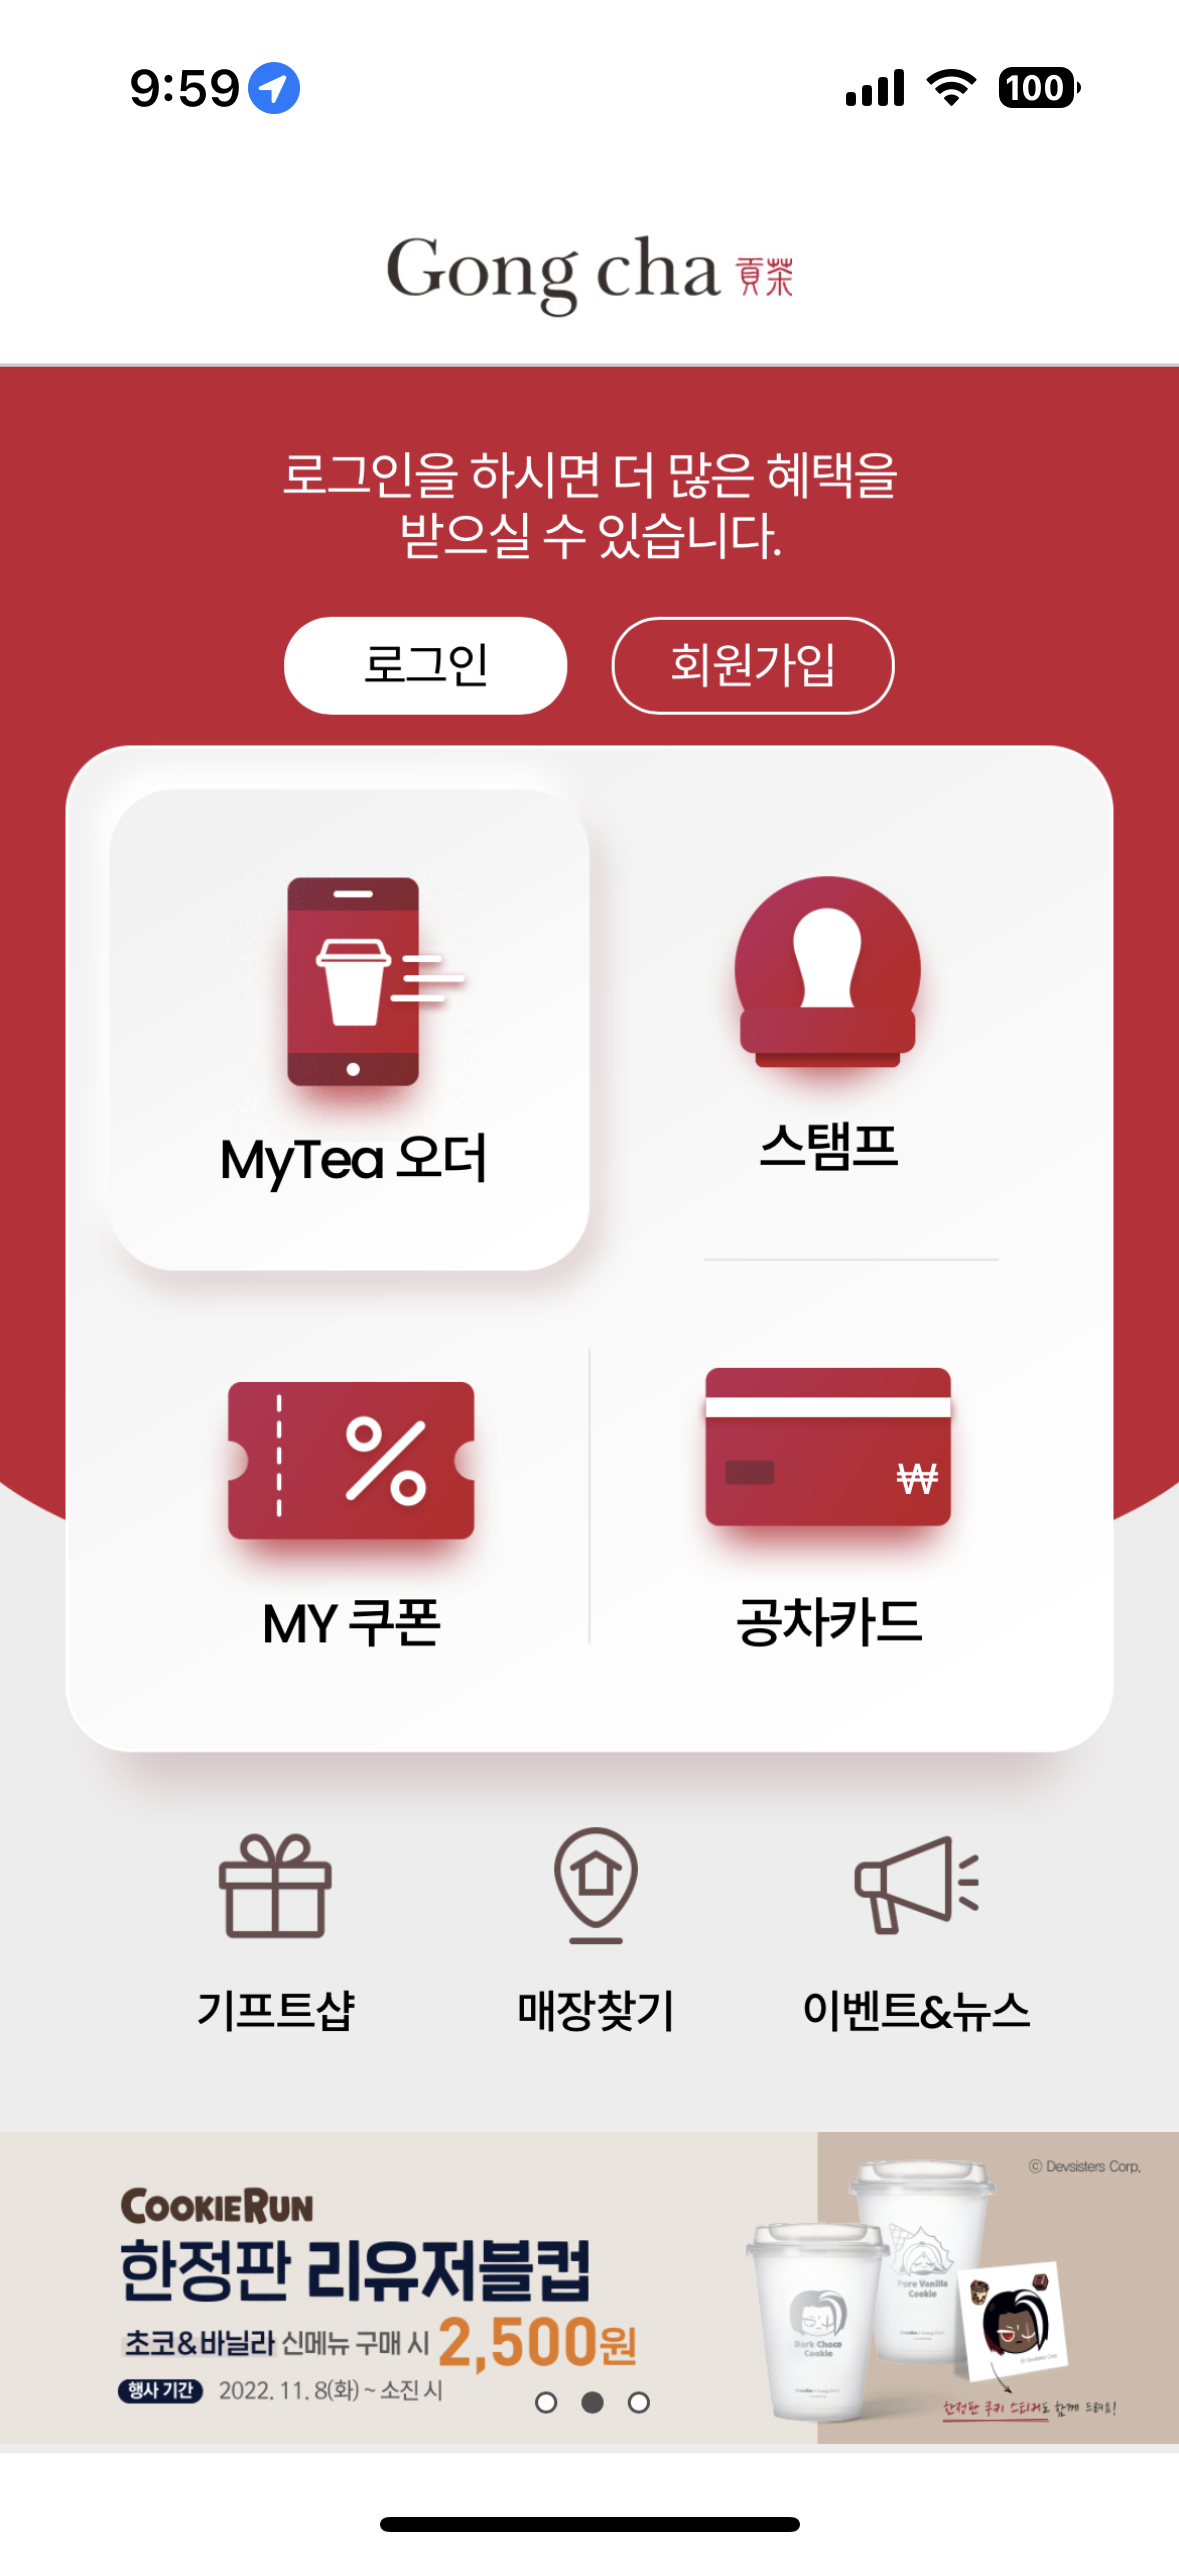 9:59
100
Gong cha 貢茶
로그인을 하시면 더 많은 혜택을
받으실 수 있습니다.
로그인
회원가입
MyTea 오더
스탬프
₩
MY 쿠폰
공차카드
기프트샵
매장찾기
이벤트&뉴스
ⓒ Devsisters Corp.
COOKIERUN
한정판 리유저블컵
초코&바닐라 신메뉴 구매 시 2,500원
행사 기간 2022. 11. 8(화) ~ 소진 시
Pure Vanilla
Cookie
Dark Choco
Cookie
한정판 쿠키 스티커도 함께 드려요!